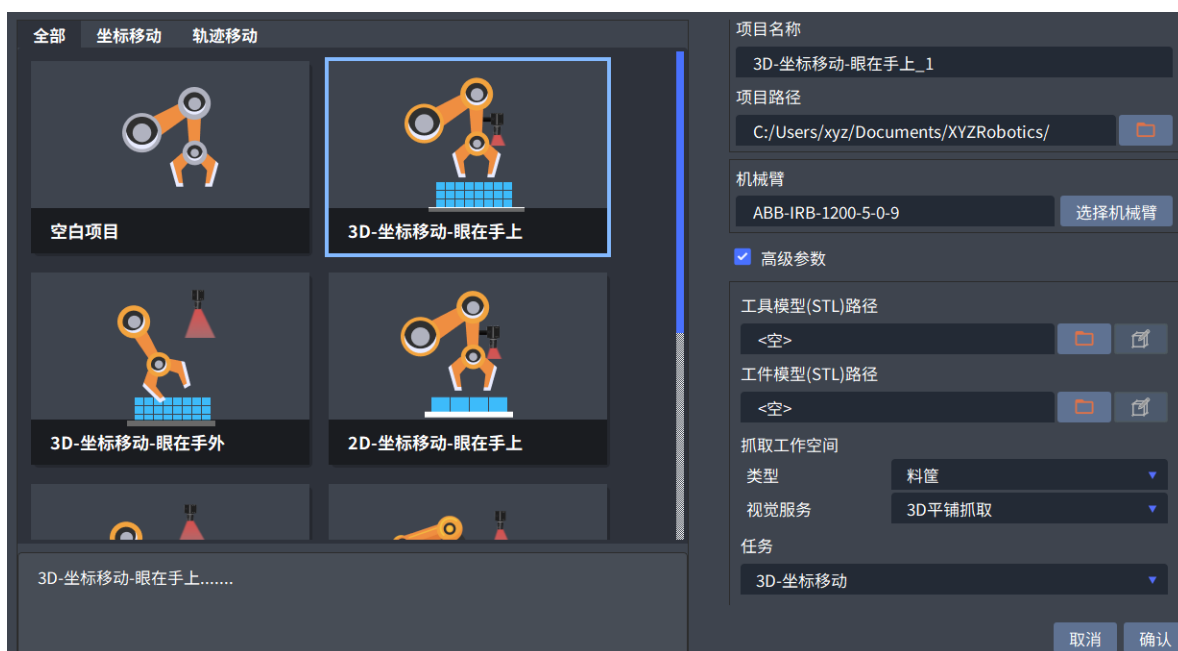 全部 坐标移动 轨迹移动
空白项目
3D-坐标移动-眼在手上
3D-坐标移动-眼在手外
2D-坐标移动-眼在手上
3D-坐标移动-眼在手上.......
项目名称
3D-坐标移动-眼在手上_1
项目路径
C:/Users/xyz/Documents/XYZRobotics/
机械臂
ABB-IRB-1200-5-0-9
选择机械臂
高级参数
工具模型(STL)路径
<空>
工件模型(STL)路径
<空>
抓取工作空间
类型
料筐
视觉服务
3D平铺抓取
任务
3D-坐标移动
取消
确认